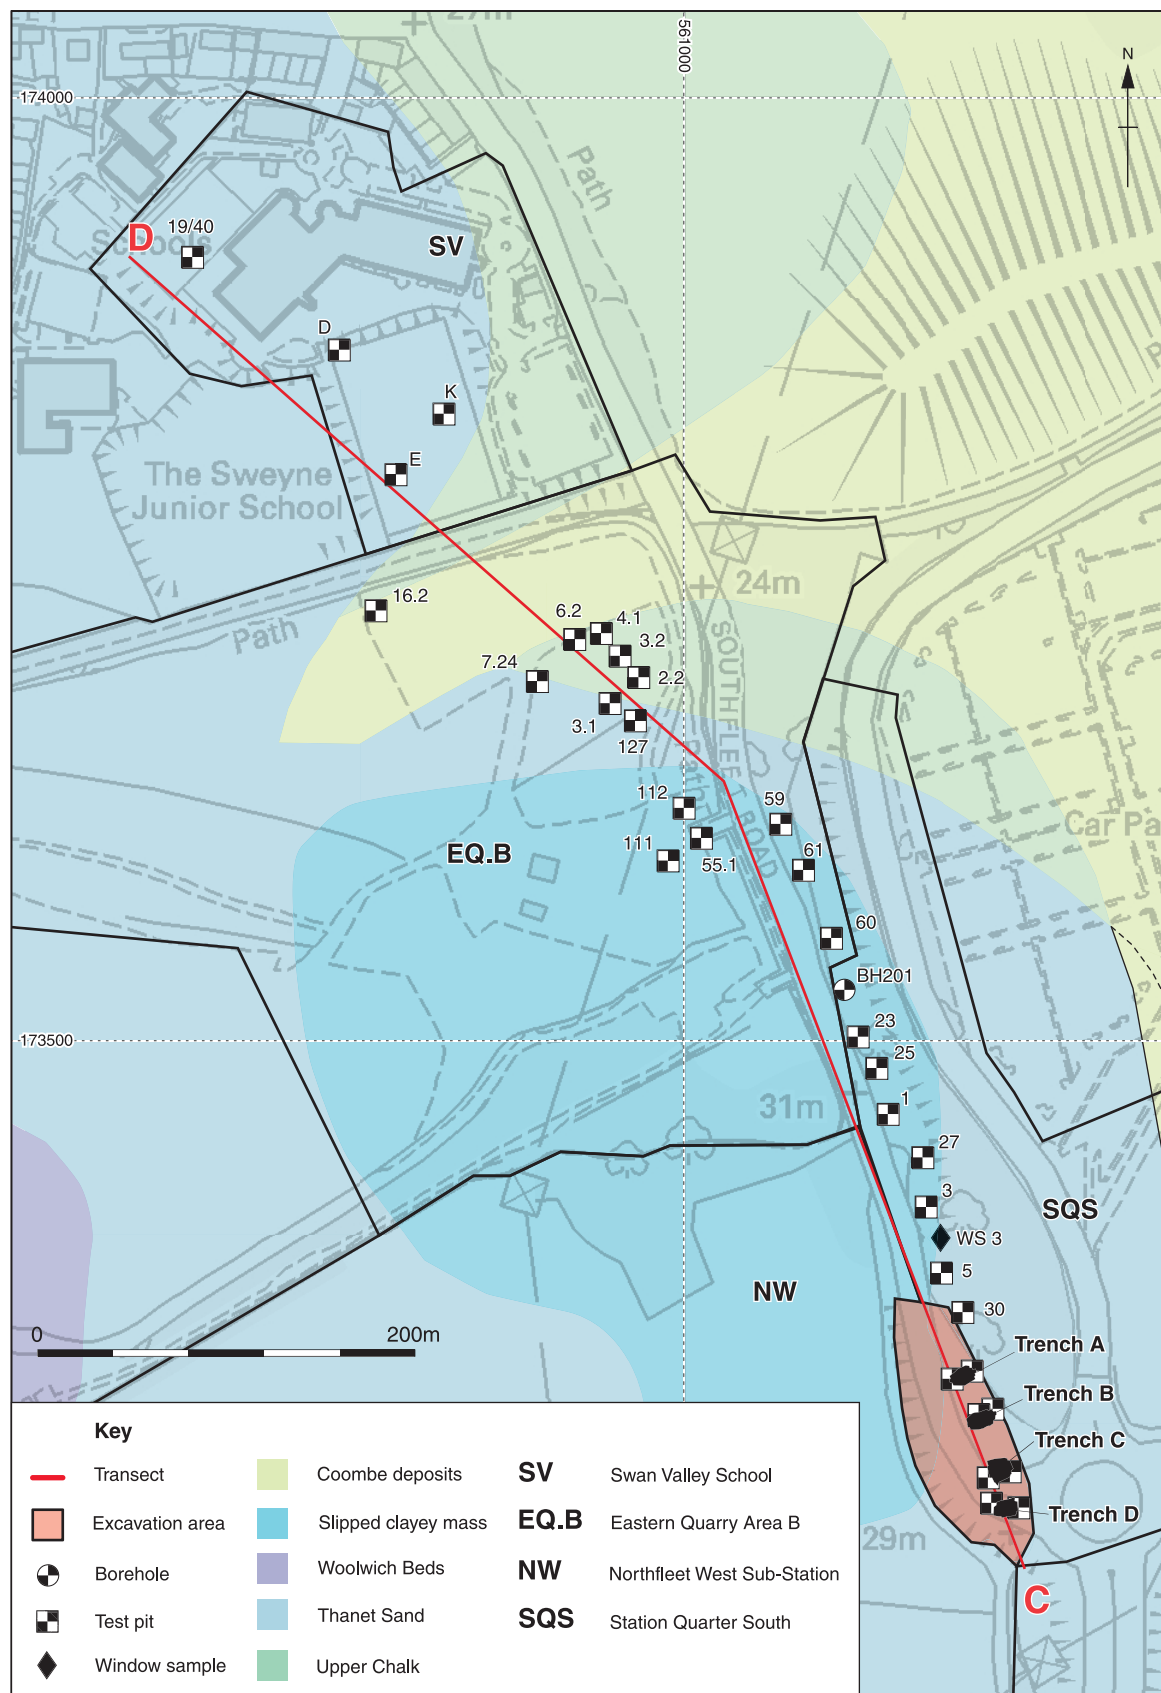 27m
561000
N
174000
Path
19/40
Schools
D
SV
D
K
E
The Sweyne
Junior School
24m
16.2
Path
6.2
4.1
3.2
7.24
2.2
3.1
127
SOUTHFLEET ROAD
112
59
Car Pa
111
55.1
61
EQ.B
60
BH201
173500
23
25
31m
1
27
3
SQS
WS 3
5
NW
30
0
200m
Trench A
Trench B
Trench C
Trench D
29m
C
Key
Transect
Excavation area
Borehole
Test pit
Window sample
Coombe deposits
Slipped clayey mass
Woolwich Beds
Thanet Sand
Upper Chalk
SV Swan Valley School
EQ.B Eastern Quarry Area B
NW Northfleet West Sub-Station
SQS Station Quarter South